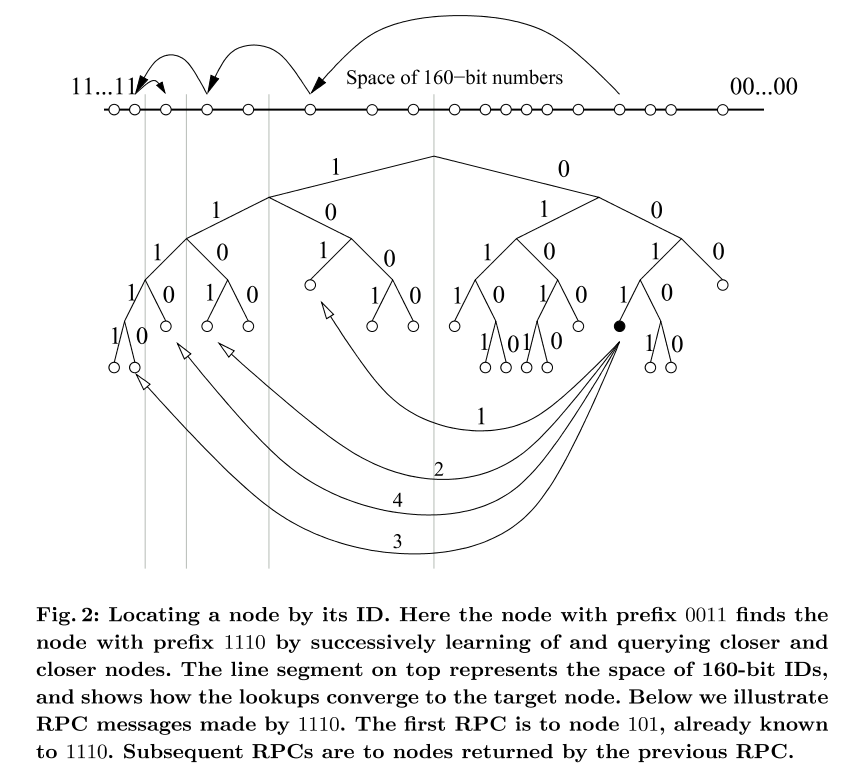 11...11
Space of 160−bit numbers
00...00
1 0
1 0 1 0
1 0 1 0 1 0 1 0
1 0 1 0 1 0 1 0 1 0 1 0
1 0 1 0 1 0 1 0
1
2
4
3
Fig. 2: Locating a node by its ID. Here the node with prefix 0011 finds the
node with prefix 1110 by successively learning of and querying closer and
closer nodes. The line segment on top represents the space of 160-bit IDs,
and shows how the lookups converge to the target node. Below we illustrate
RPC messages made by 1110. The first RPC is to node 101, already known
to 1110. Subsequent RPCs are to nodes returned by the previous RPC.